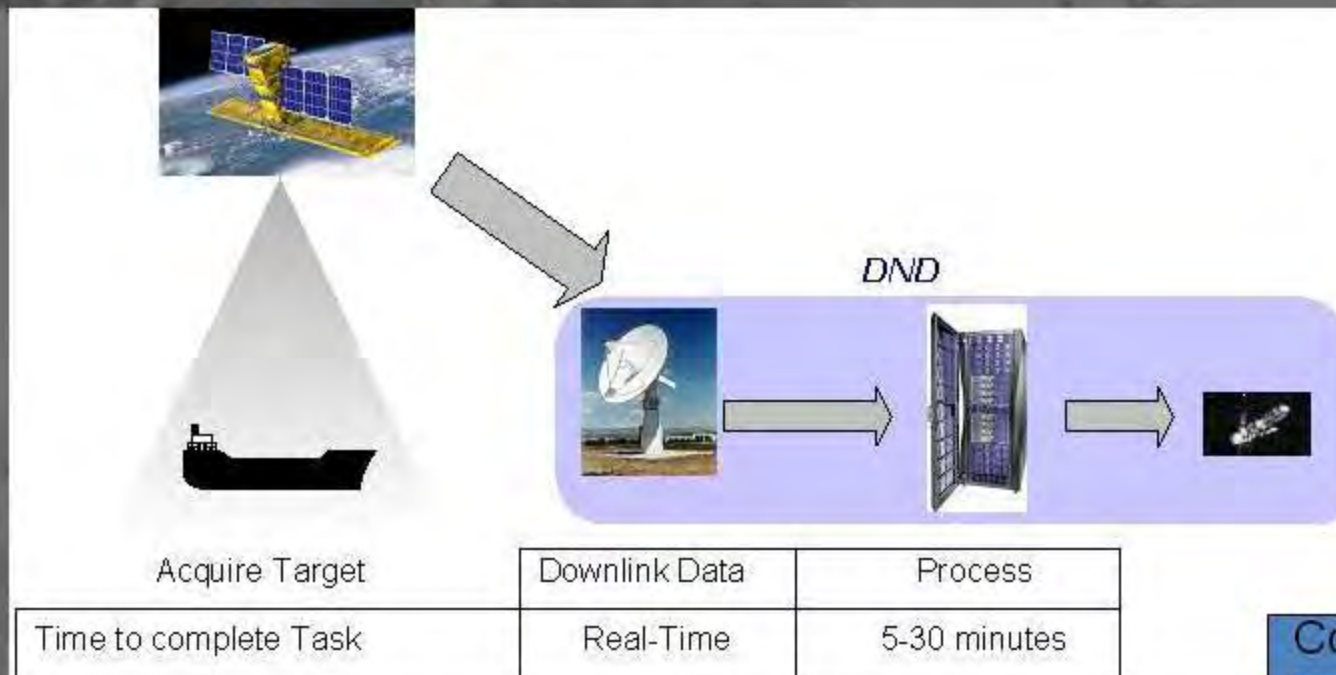 DND
Acquire Target
Downlink Data
Process
Time to complete Task
Real-Time
5-30 minutes